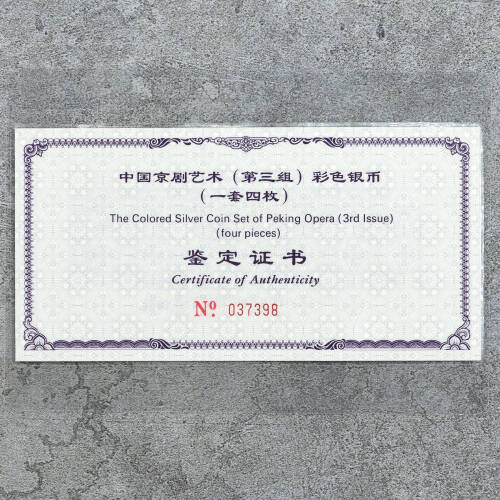 中国京剧艺术（第三组）彩色银币
（一套四枚）
The Colored Silver Coin Set of Peking Opera (3rd Issue)
(four pieces)
鉴定证书
Certificate of Authenticity
Nº 037398